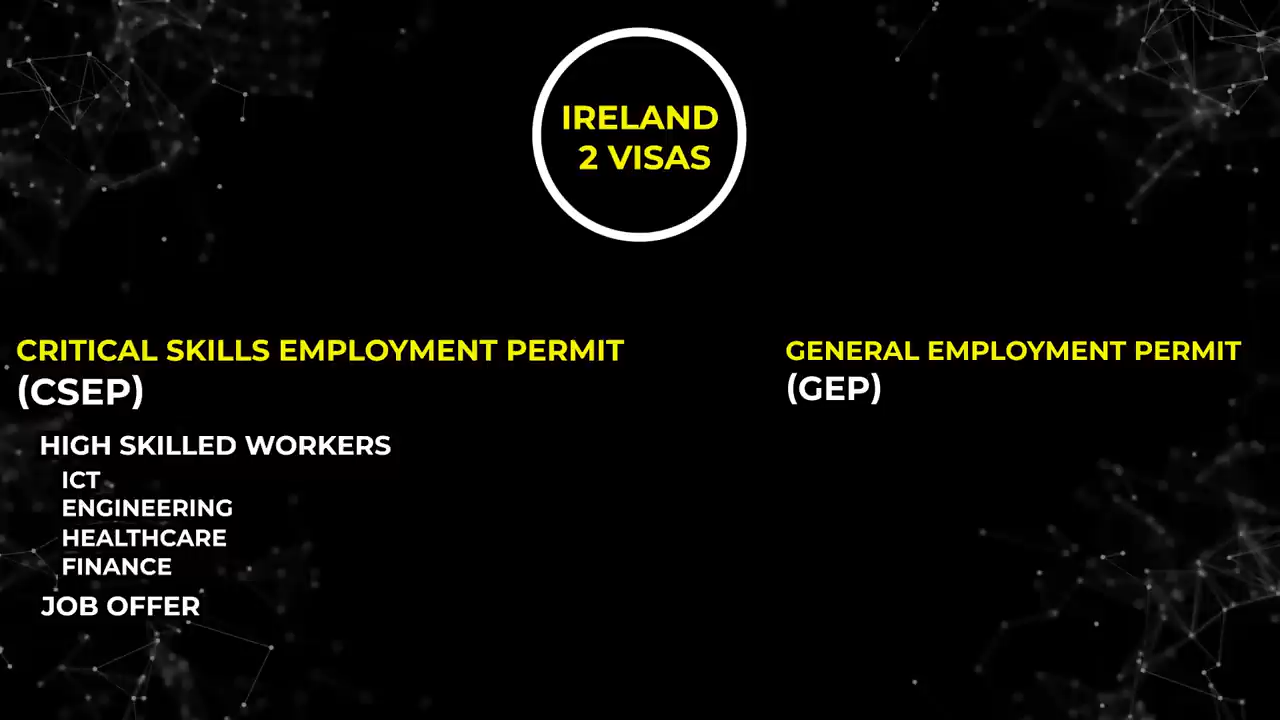 IRELAND
2 VISAS
CRITICAL SKILLS EMPLOYMENT PERMIT
(CSEP)
HIGH SKILLED WORKERS
ICT
ENGINEERING
HEALTHCARE
FINANCE
JOB OFFER
GENERAL EMPLOYMENT PERMIT
(GEP)